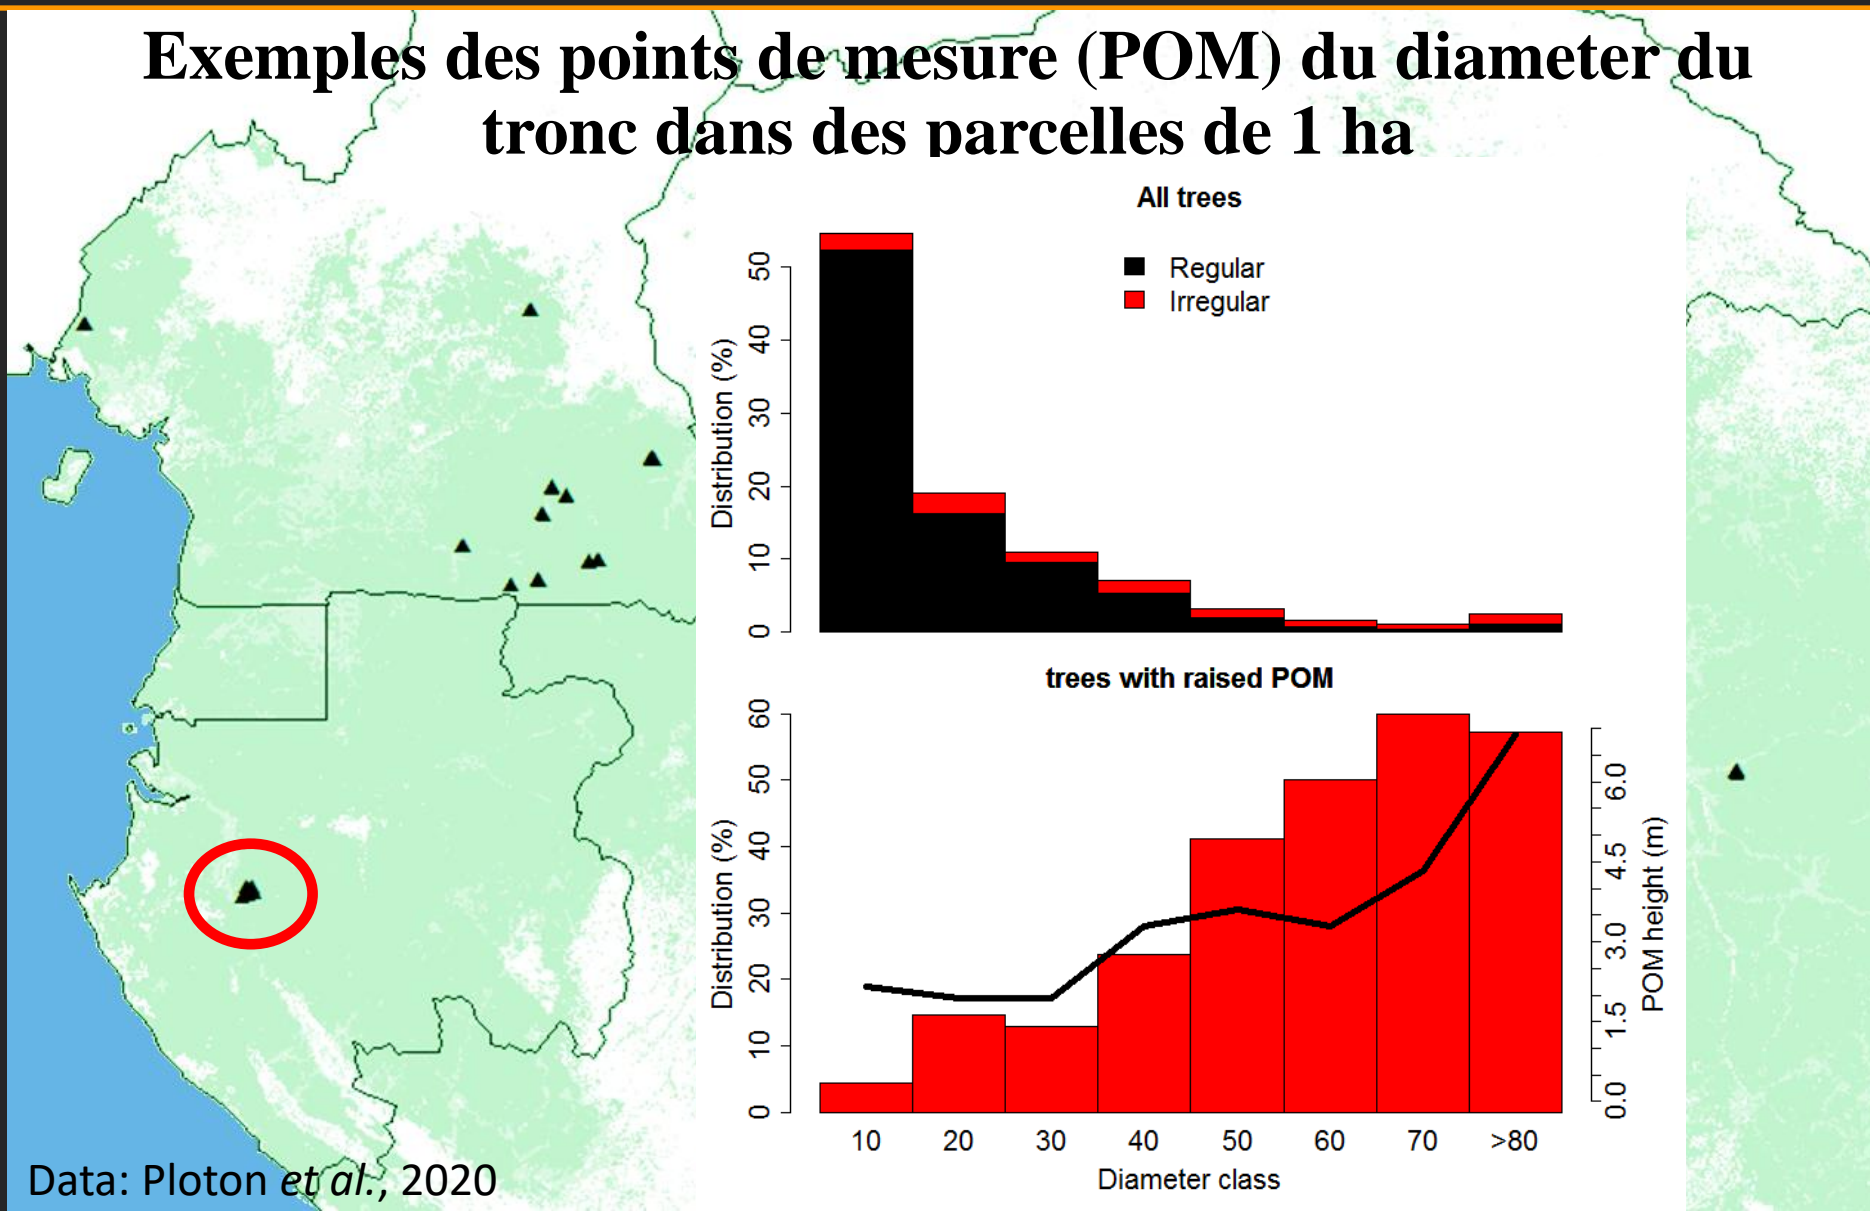 Exemples des points de mesure (POM) du diameter du
tronc dans des parcelles de 1 ha
All trees
Regular
Irregular
Distribution (%)
50
40
30
20
10
0
trees with raised POM
Distribution (%)
60
50
40
30
20
10
0
6.0
4.5
3.0
1.5
0.0
POM height (m)
10 20 30 40 50 60 70 >80
Diameter class
Data: Ploton et al., 2020